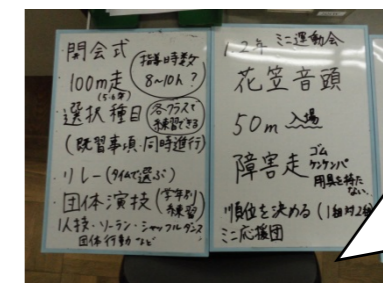 ・開会式
・100m走 (5・6年)
指導時数 8~10h?
・選択種目
各クラスで練習できる
(既習事項・同時進行)
・リレー(タイムで選ぶ)
・団体演技(学年別練習)
1人技・ソーラン・シャッフルダンス
団体行動など
1,2年 ミニ運動会
花笠音頭
50m 入場
障害走 ゴム
ケンケンパ
用具を持たない。
順位を決める(1組対2組)
ミニ応援団